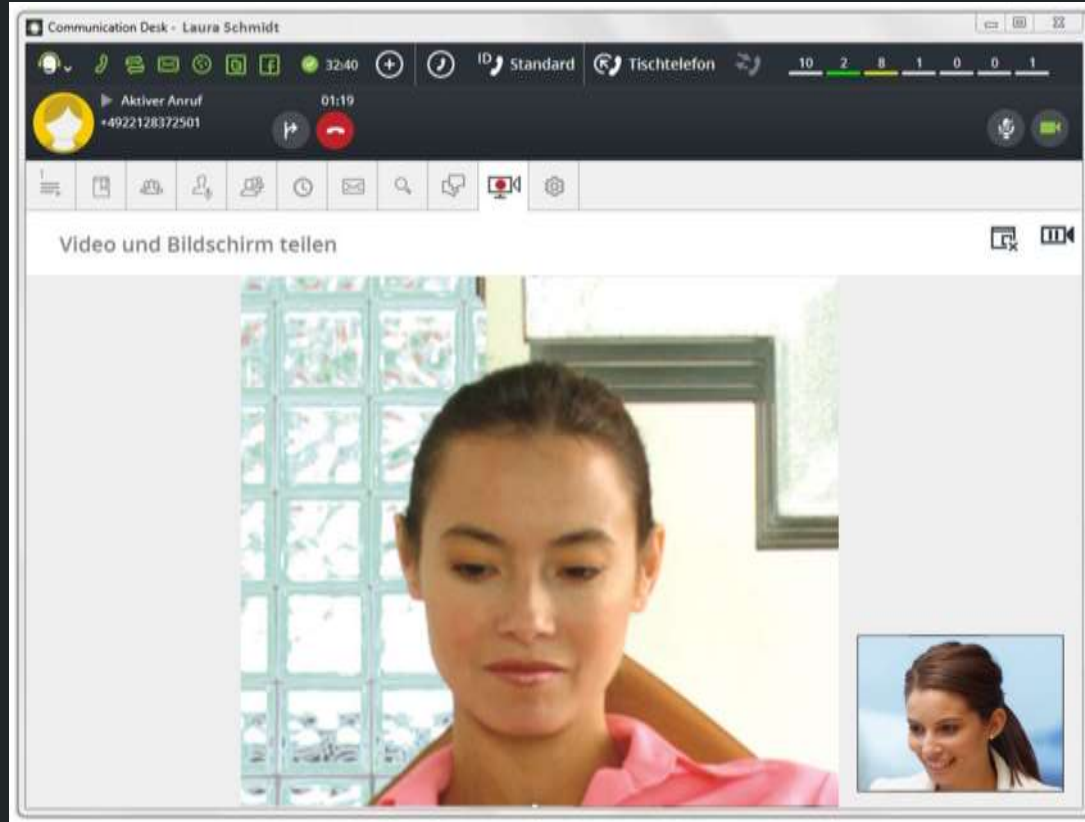 Communication Desk - Laura Schmidt
32:40 ID Standard Tischtelefon 10 2 8 1 0 0 1
Aktiver Anruf 01:19
+4922128372501
Video und Bildschirm teilen